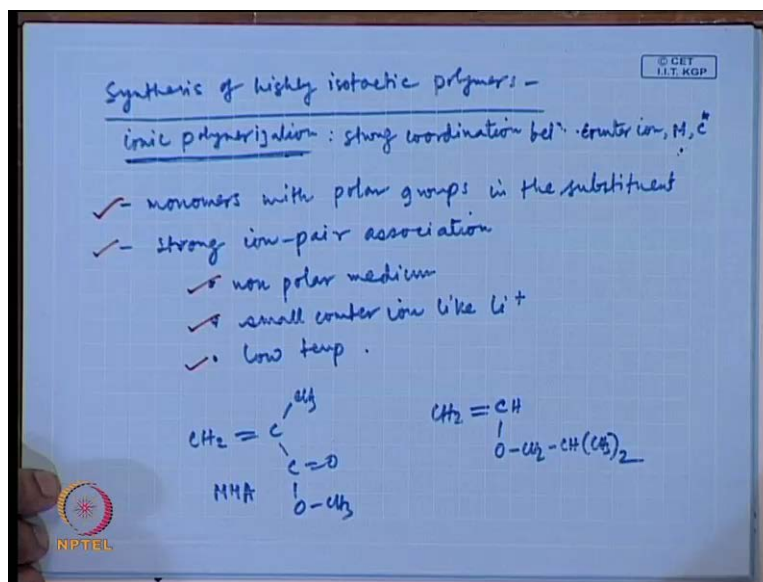 © CET
I.I.T. KGP
Synthesis of highly isotactic polymers -
ionic polymerization : strong coordination betn. counter ion, M, C*
- monomers with polar groups in the substituent
- strong ion-pair association
• non polar medium
• small counter ion like Li+
• low temp.
CH3
CH2 = C
C = O
MMA
O - CH3
CH2 = CH
O - CH2 - CH(CH3)2
NPTEL